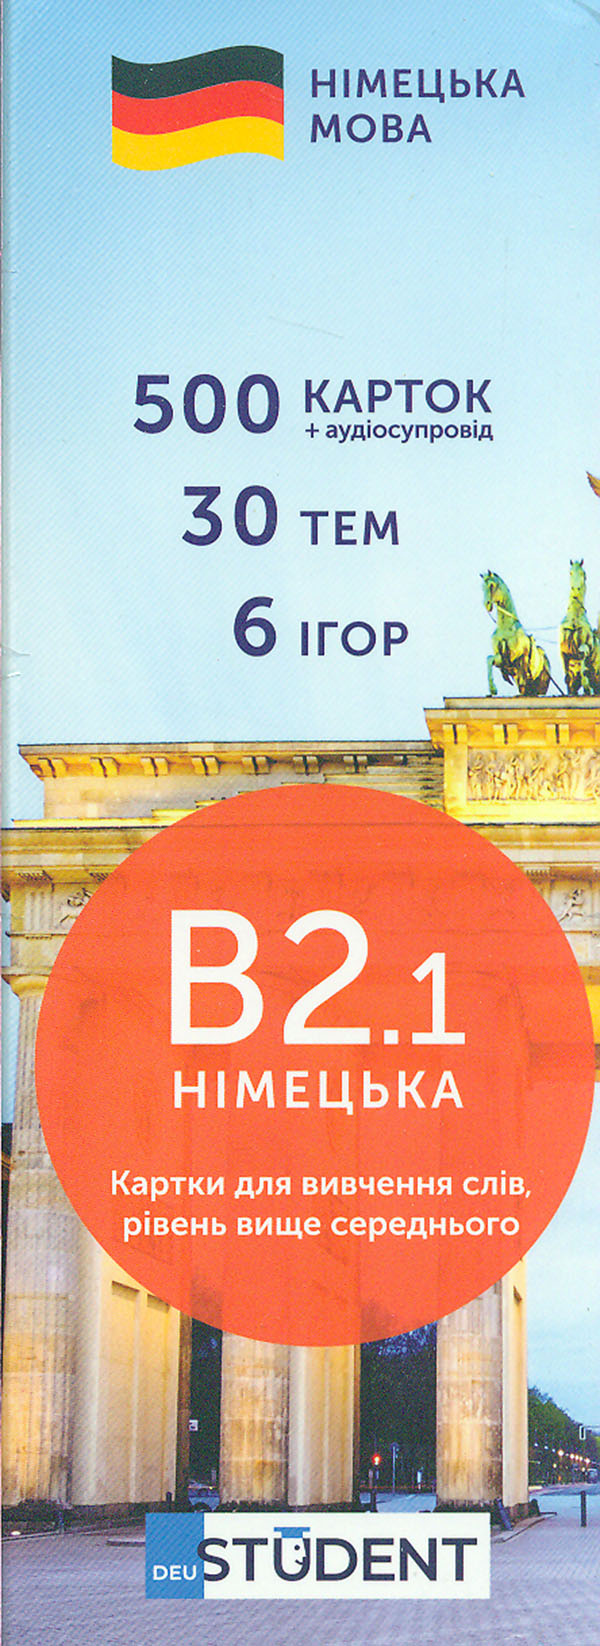 НІМЕЦЬКА
МОВА
500 КАРТОК
+ аудіосупровід
30 ТЕМ
6 ІГОР
B2.1
НІМЕЦЬКА
Картки для вивчення слів,
рівень вище середнього
DEU STUDENT